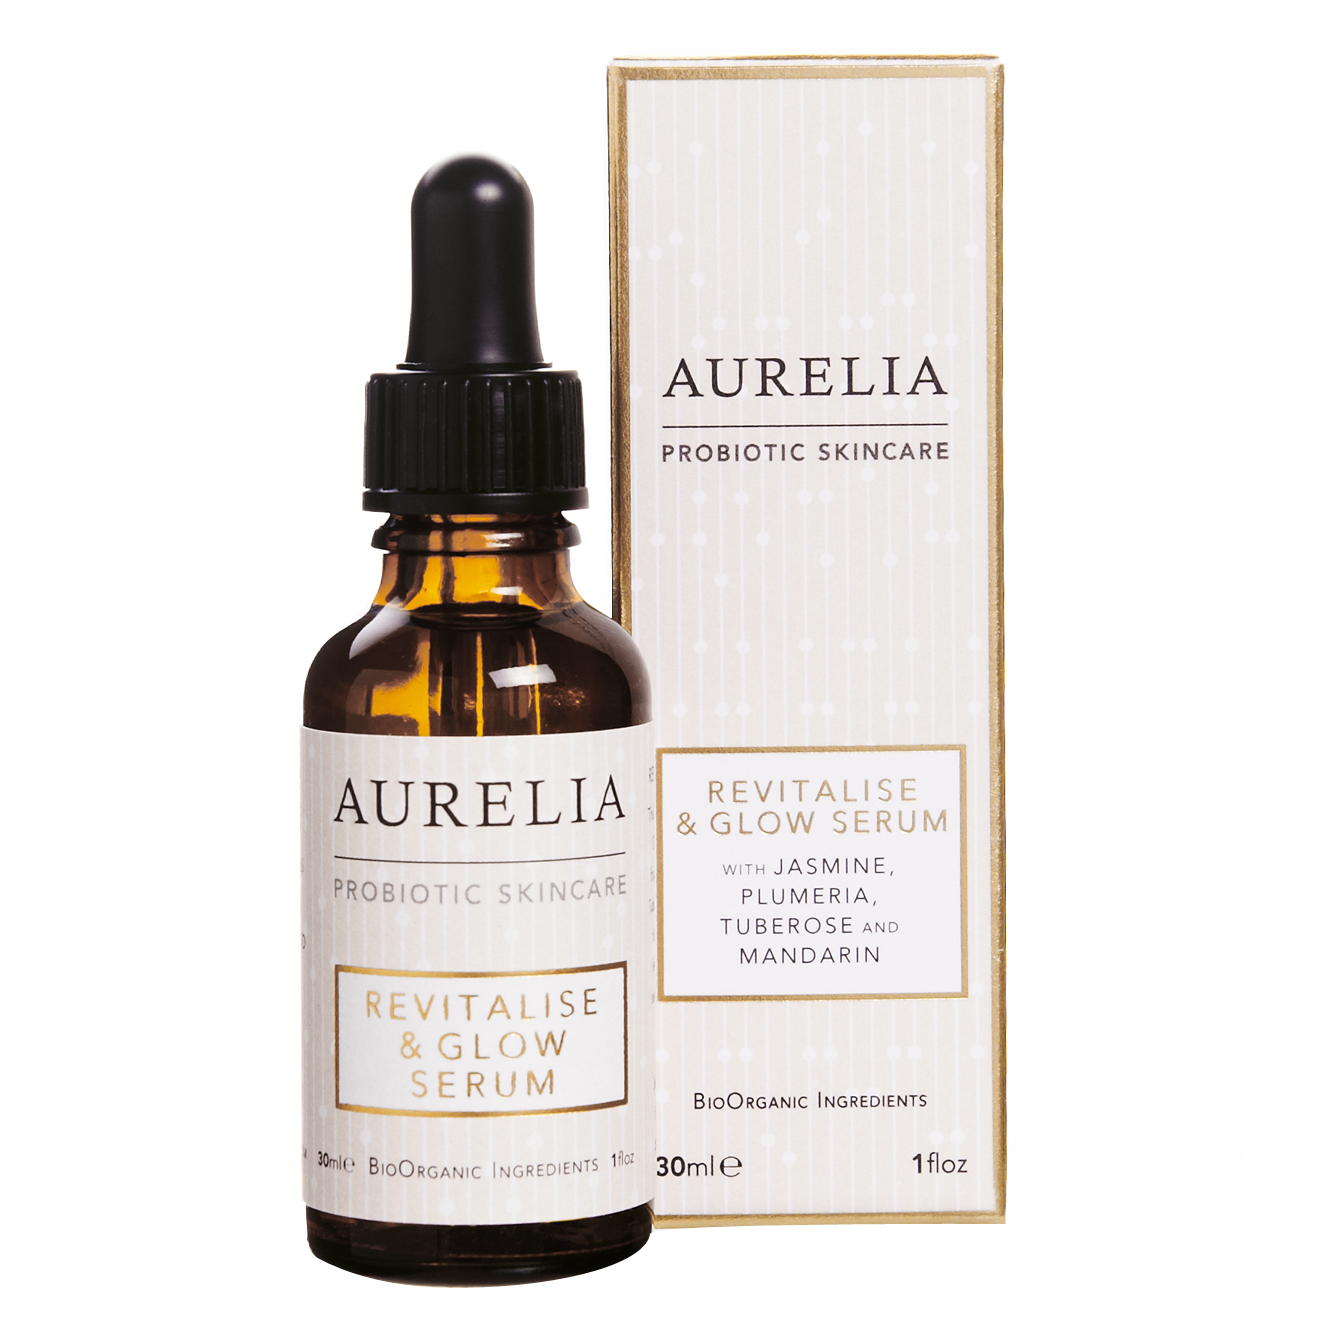 AURELIA
PROBIOTIC SKINCARE
REVITALISE
& GLOW SERUM
WITH JASMINE,
PLUMERIA,
TUBEROSE AND
MANDARIN
BIOORGANIC INGREDIENTS
30ml℮ 1floz
AURELIA
PROBIOTIC SKINCARE
REVITALISE
& GLOW
SERUM
30ml℮ BIOORGANIC INGREDIENTS 1floz